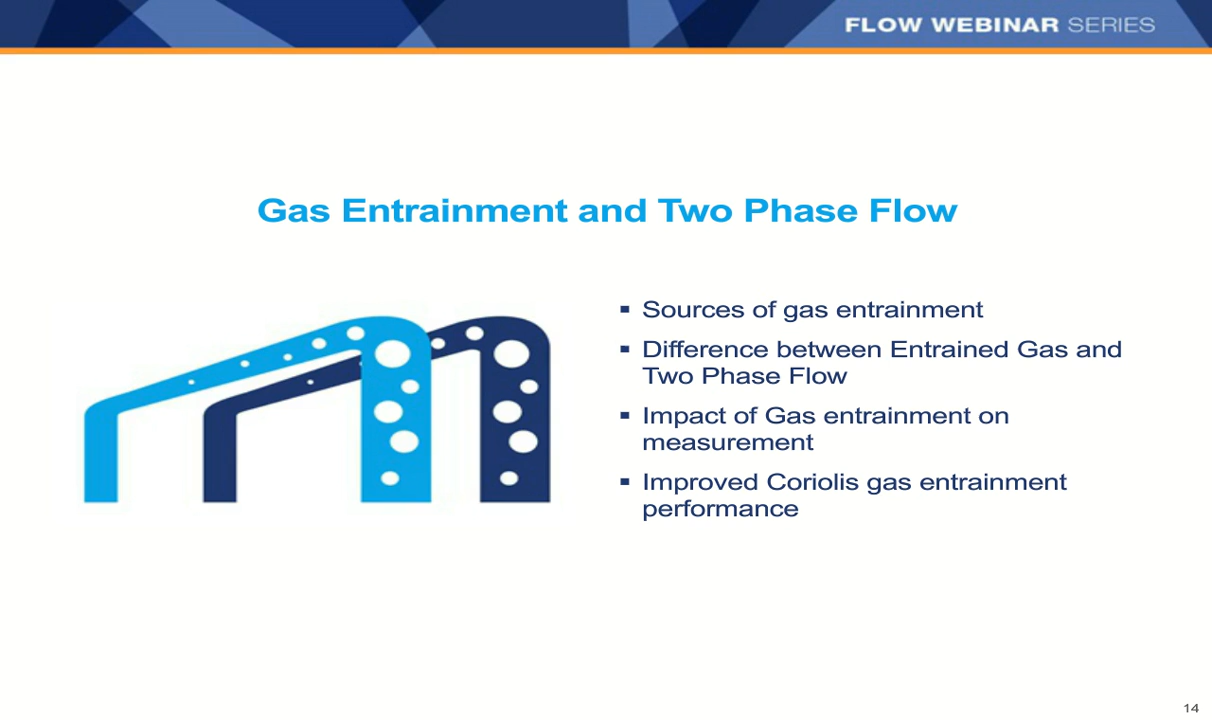 FLOW WEBINAR SERIES
Gas Entrainment and Two Phase Flow
▪ Sources of gas entrainment
▪ Difference between Entrained Gas and
Two Phase Flow
▪ Impact of Gas entrainment on
measurement
▪ Improved Coriolis gas entrainment
performance
14